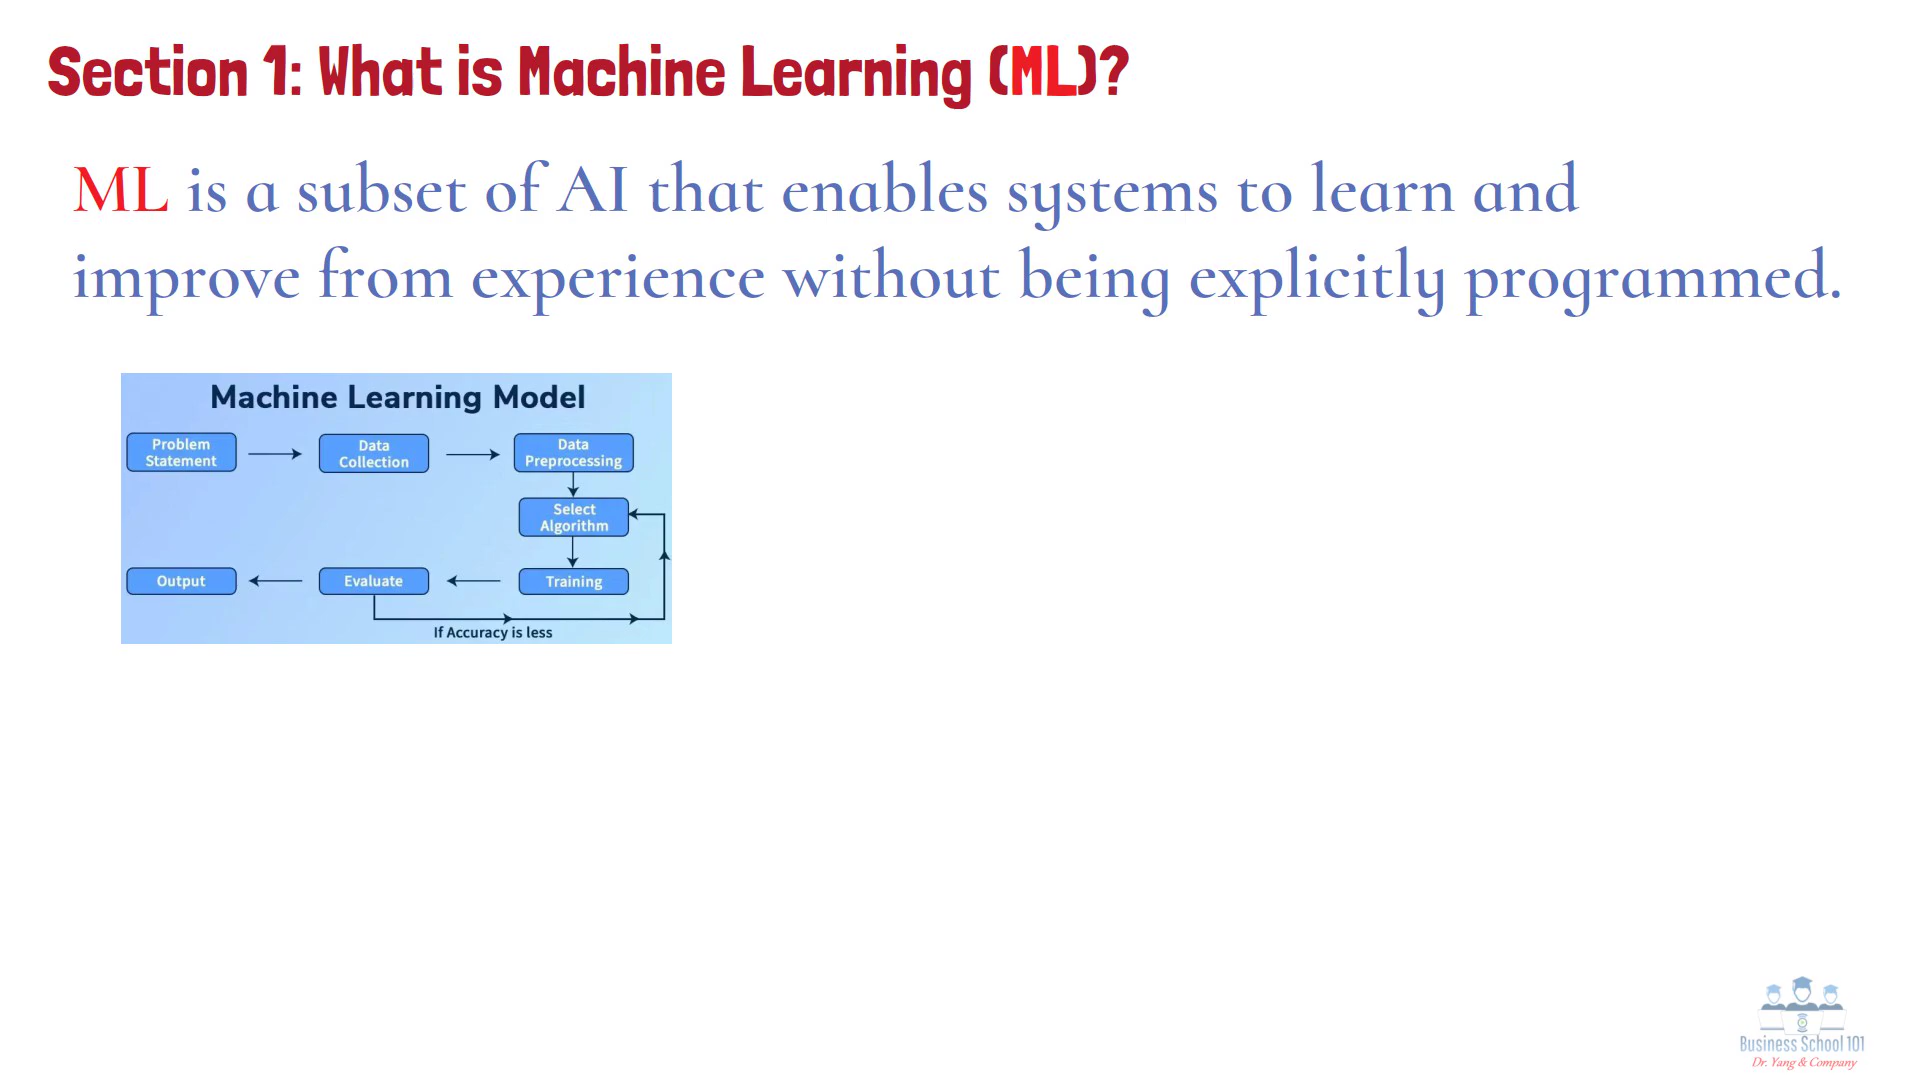 Section 1: What is Machine Learning (ML)?
ML is a subset of AI that enables systems to learn and
improve from experience without being explicitly programmed.
Machine Learning Model
Problem
Statement
Data
Collection
Data
Preprocessing
Select
Algorithm
Output
Evaluate
Training
If Accuracy is less
Business School 101
Dr. Yang & Company